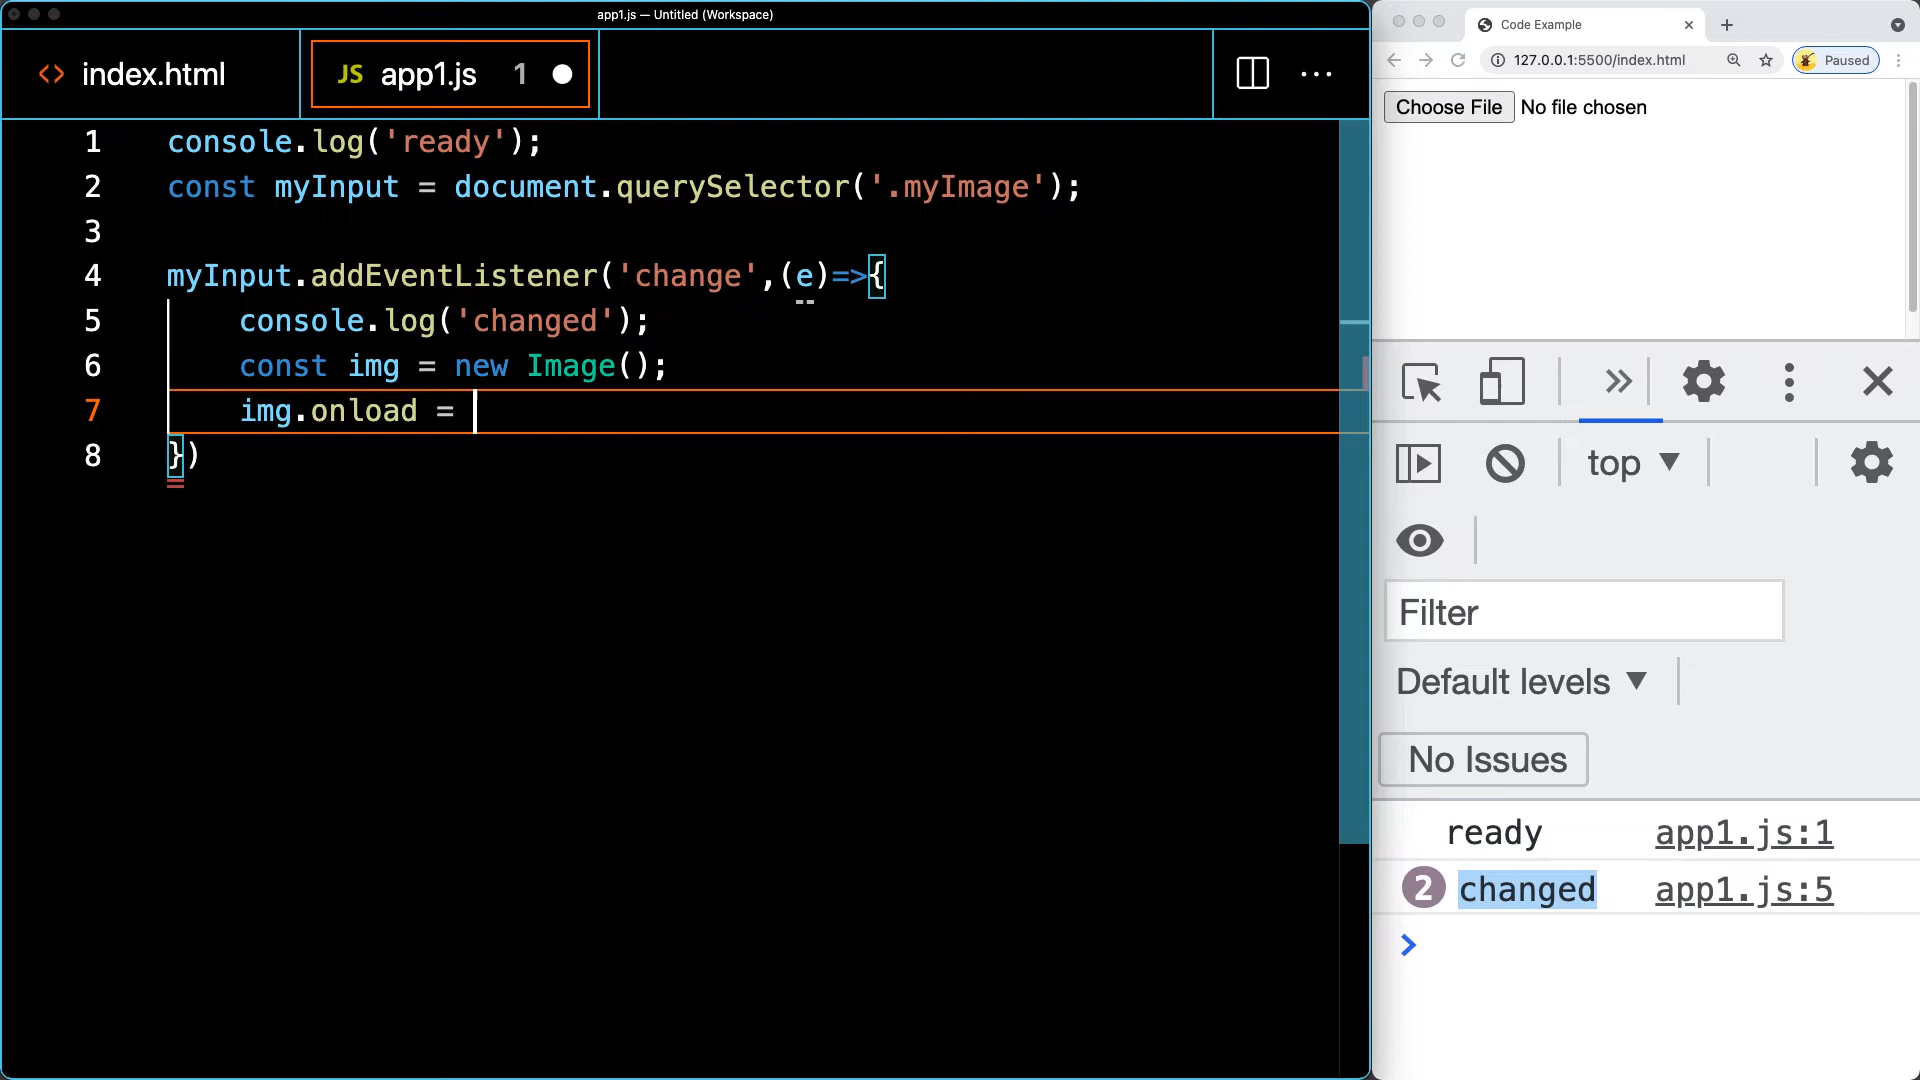 app1.js — Untitled (Workspace)
<> index.html
JS app1.js 1
1 console.log('ready');
2 const myInput = document.querySelector('.myImage');
3
4 myInput.addEventListener('change',(e)=>{
5 console.log('changed');
6 const img = new Image();
7 img.onload =
8 })
Code Example
127.0.0.1:5500/index.html
Paused
Choose File No file chosen
top
Filter
Default levels
No Issues
ready app1.js:1
2 changed app1.js:5